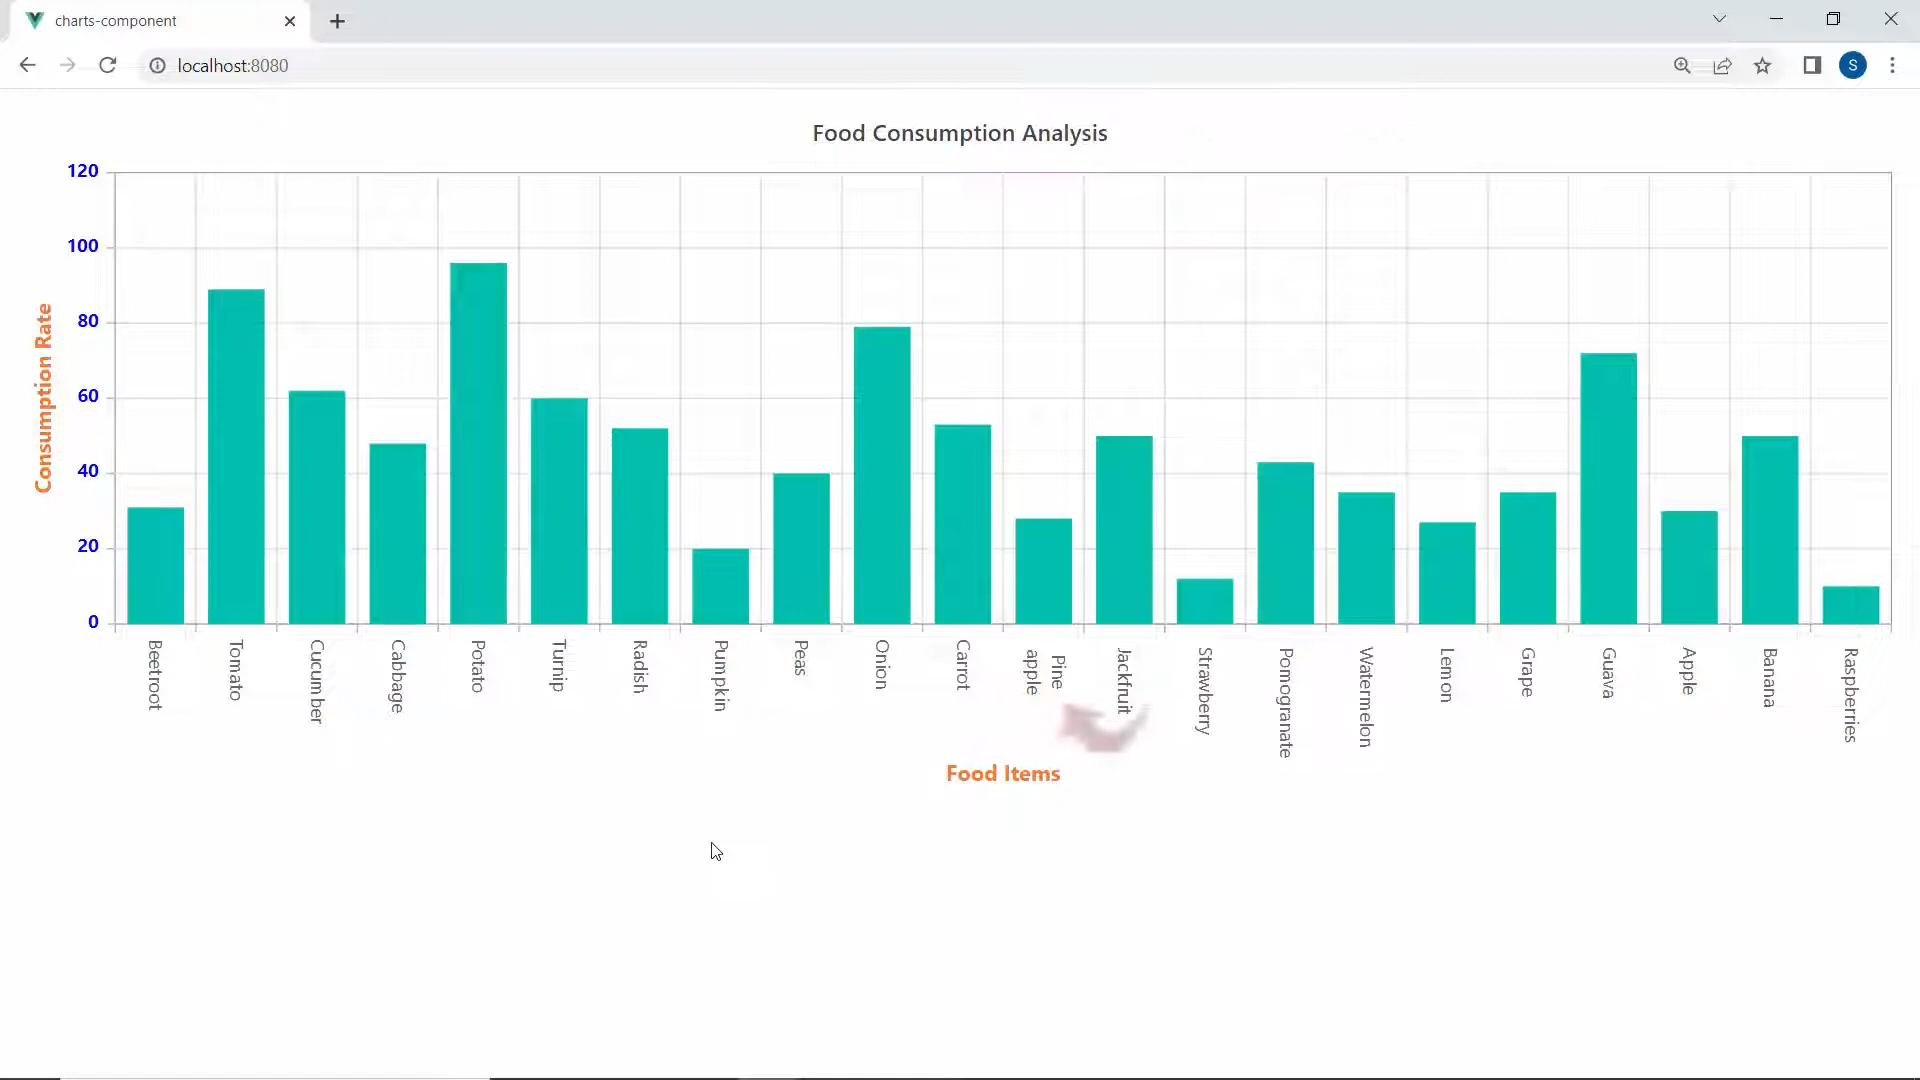 charts-component
localhost:8080
S
Food Consumption Analysis
120
100
80
60
40
20
0
Consumption Rate
Beetroot
Tomato
Cucumber
Cabbage
Potato
Turnip
Radish
Pumpkin
Peas
Onion
Carrot
Pine
apple
Jackfruit
Strawberry
Pomogranate
Watermelon
Lemon
Grape
Guava
Apple
Banana
Raspberries
Food Items